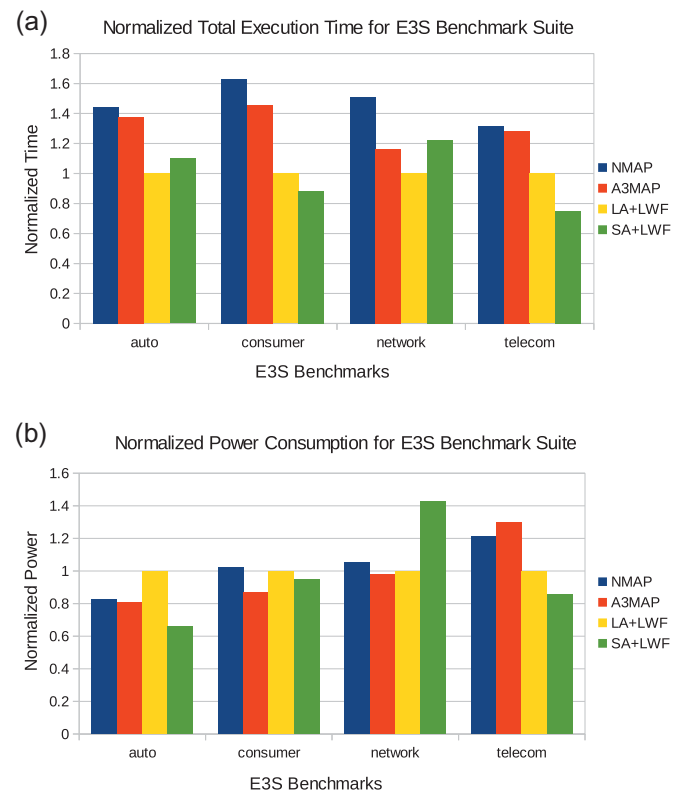 (a)
Normalized Total Execution Time for E3S Benchmark Suite
1.8
1.6
1.4
1.2
1
0.8
0.6
0.4
0.2
0
Normalized Time
auto consumer network telecom
E3S Benchmarks
NMAP
A3MAP
LA+LWF
SA+LWF
(b)
Normalized Power Consumption for E3S Benchmark Suite
1.6
1.4
1.2
1
0.8
0.6
0.4
0.2
0
Normalized Power
auto consumer network telecom
E3S Benchmarks
NMAP
A3MAP
LA+LWF
SA+LWF